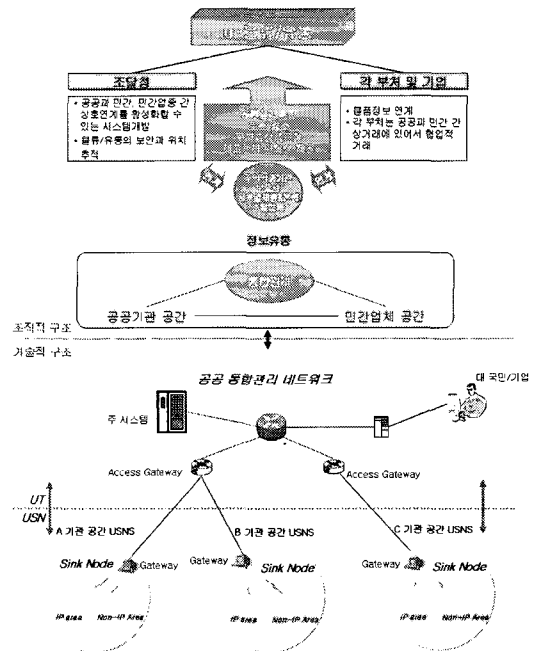 조달청
각 부처 및 기업
• 공공과 민간, 민간업종 간
상호연계를 활성화할 수
있는 시스템개발
• 물류/유통의 보안과 위치
추적
• 물품정보 연계
• 각 부처는 공공과 민간 간
상거래에 있어서 협업적
거래
정보유통
공공기관 공간
민간업체 공간
조직적 구조
기술적 구조
공공 통합관리 네트워크
대 국민/기업
주 시스템
Access Gateway
Access Gateway
UT
USN
A 기관 공간 USNS
B 기관 공간 USNS
C 기관 공간 USNS
Sink Node
Gateway
Gateway
Sink Node
Gateway
Sink Node
IP area
Non-IP Area
IP area
Non-IP Area
IP area
Non-IP Area